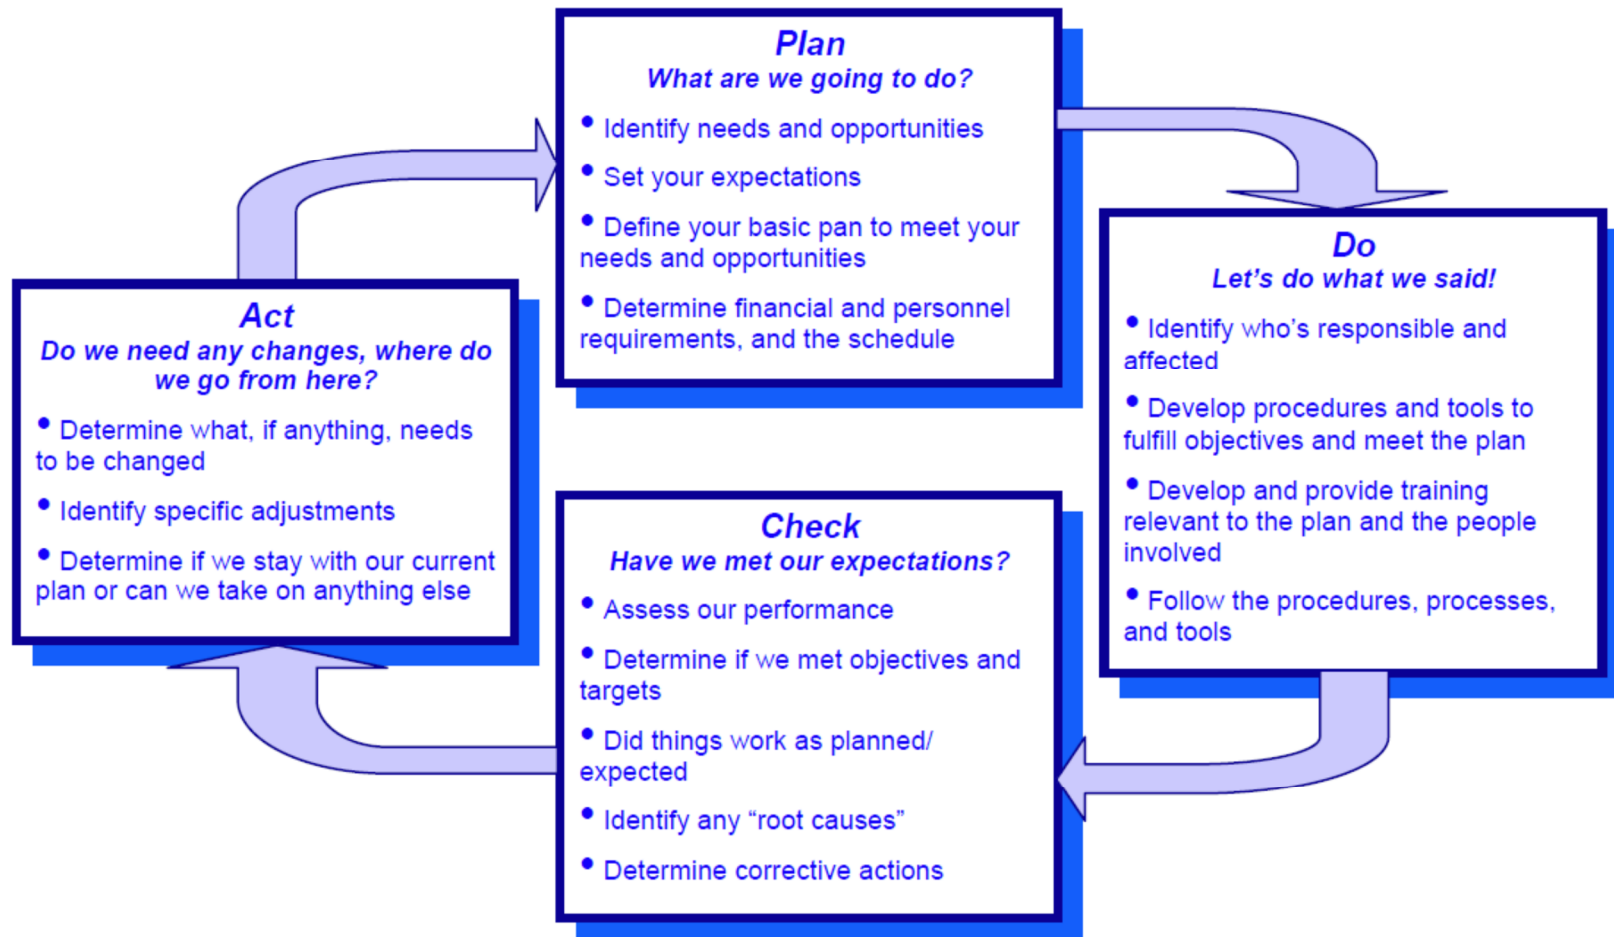 Plan
What are we going to do?
• Identify needs and opportunities
• Set your expectations
• Define your basic pan to meet your
needs and opportunities
• Determine financial and personnel
requirements, and the schedule
Do
Let's do what we said!
• Identify who's responsible and
affected
• Develop procedures and tools to
fulfill objectives and meet the plan
• Develop and provide training
relevant to the plan and the people
involved
• Follow the procedures, processes,
and tools
Check
Have we met our expectations?
• Assess our performance
• Determine if we met objectives and
targets
• Did things work as planned/
expected
• Identify any “root causes”
• Determine corrective actions
Act
Do we need any changes, where do
we go from here?
• Determine what, if anything, needs
to be changed
• Identify specific adjustments
• Determine if we stay with our current
plan or can we take on anything else